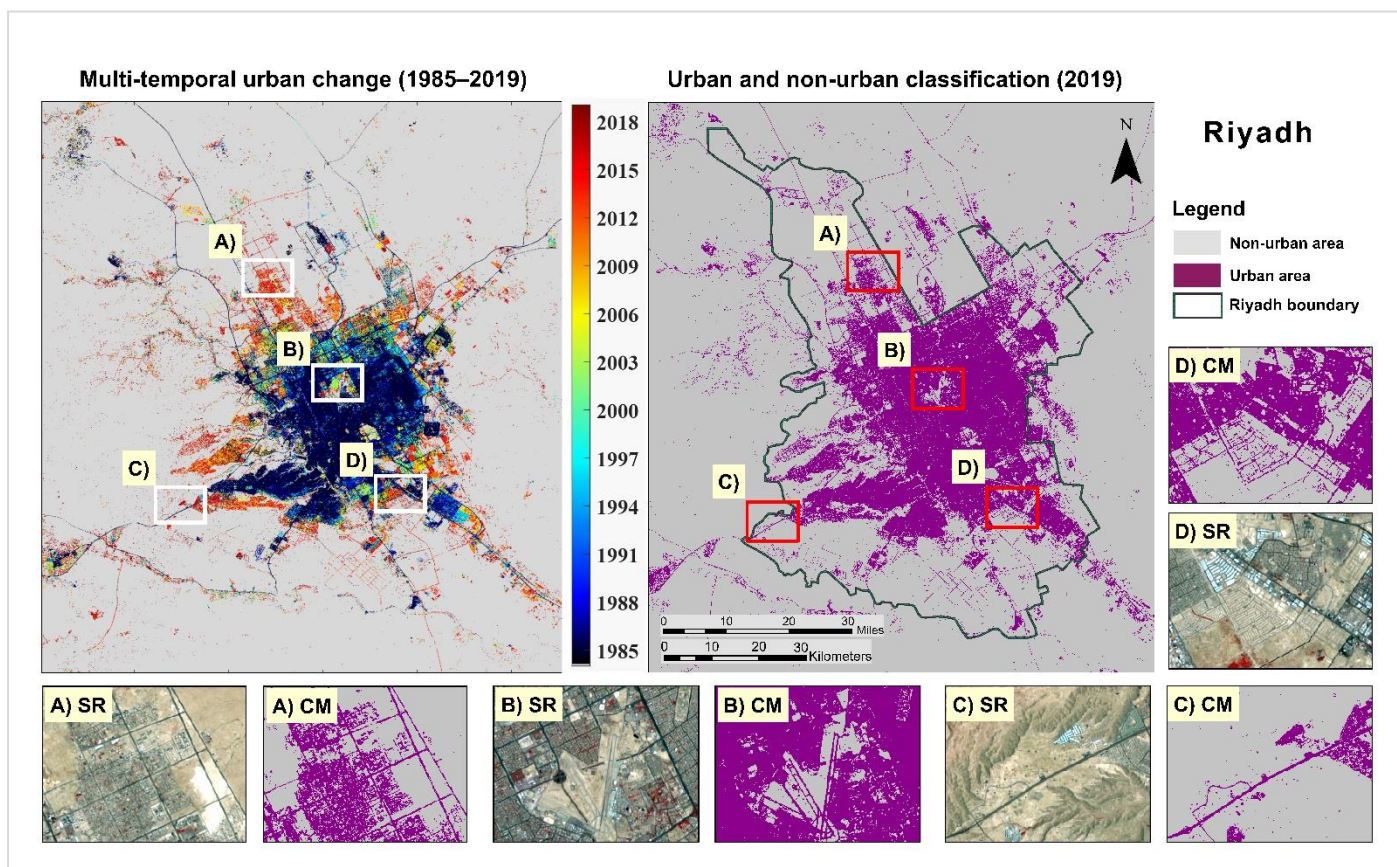 Multi-temporal urban change (1985–2019)
Urban and non-urban classification (2019)
Riyadh
2018
2015
2012
2009
2006
2003
2000
1997
1994
1991
1988
1985
A)
B)
C)
D)
N
A)
B)
C)
D)
0 10 20 30
Miles
0 10 20 30
Kilometers
Legend
Non-urban area
Urban area
Riyadh boundary
D) CM
D) SR
A) SR
A) CM
B) SR
B) CM
C) SR
C) CM